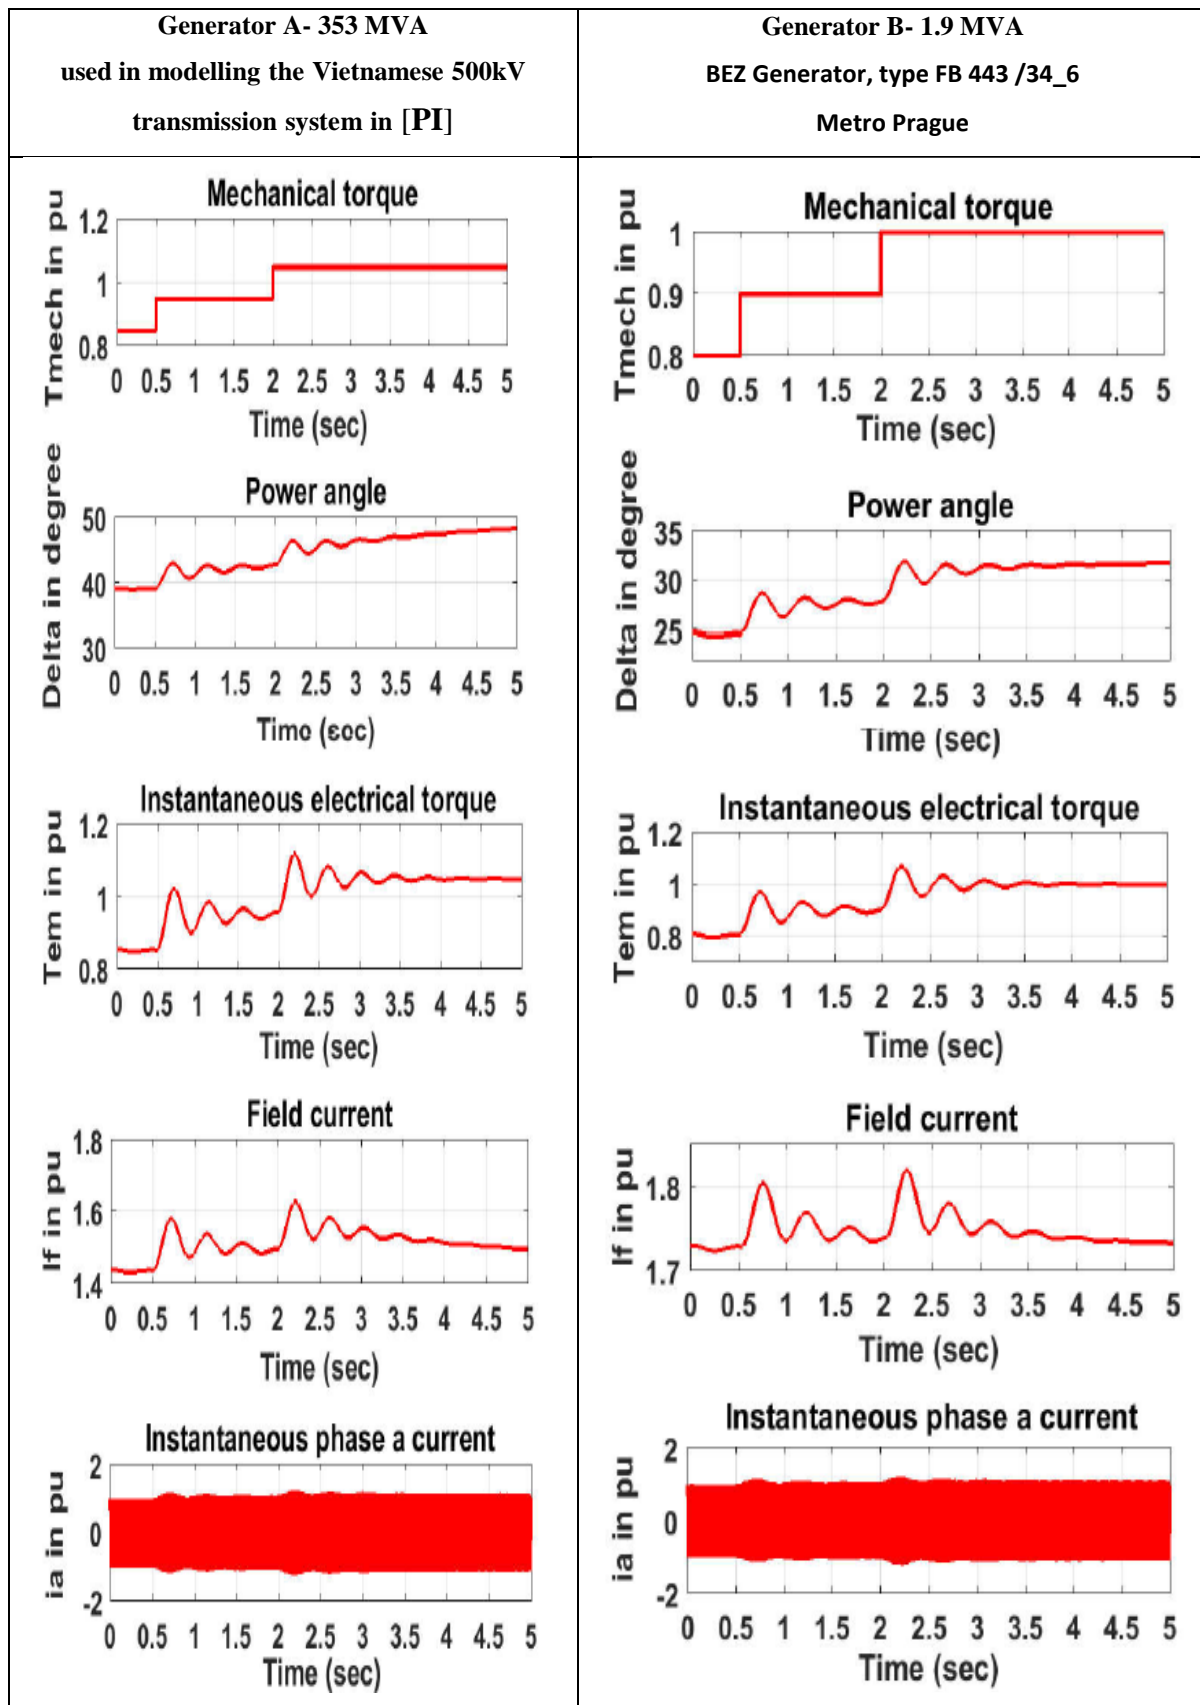 Generator A- 353 MVA
used in modelling the Vietnamese 500kV
transmission system in [PI]
Generator B- 1.9 MVA
BEZ Generator, type FB 443 /34_6
Metro Prague
Mechanical torque
Tmech in pu
1.2
1
0.8
0 0.5 1 1.5 2 2.5 3 3.5 4 4.5 5
Time (sec)
Power angle
Delta in degree
50
40
30
0 0.5 1 1.5 2 2.5 3 3.5 4 4.5 5
Time (sec)
Instantaneous electrical torque
Tem in pu
1.2
1
0.8
0 0.5 1 1.5 2 2.5 3 3.5 4 4.5 5
Time (sec)
Field current
If in pu
1.8
1.6
1.4
0 0.5 1 1.5 2 2.5 3 3.5 4 4.5 5
Time (sec)
Instantaneous phase a current
ia in pu
2
0
-2
0 0.5 1 1.5 2 2.5 3 3.5 4 4.5 5
Time (sec)
Mechanical torque
Tmech in pu
1
0.9
0.8
0 0.5 1 1.5 2 2.5 3 3.5 4 4.5 5
Time (sec)
Power angle
Delta in degree
35
30
25
0 0.5 1 1.5 2 2.5 3 3.5 4 4.5 5
Time (sec)
Instantaneous electrical torque
Tem in pu
1.2
1
0.8
0 0.5 1 1.5 2 2.5 3 3.5 4 4.5 5
Time (sec)
Field current
If in pu
1.8
1.7
0 0.5 1 1.5 2 2.5 3 3.5 4 4.5 5
Time (sec)
Instantaneous phase a current
ia in pu
2
0
-2
0 0.5 1 1.5 2 2.5 3 3.5 4 4.5 5
Time (sec)